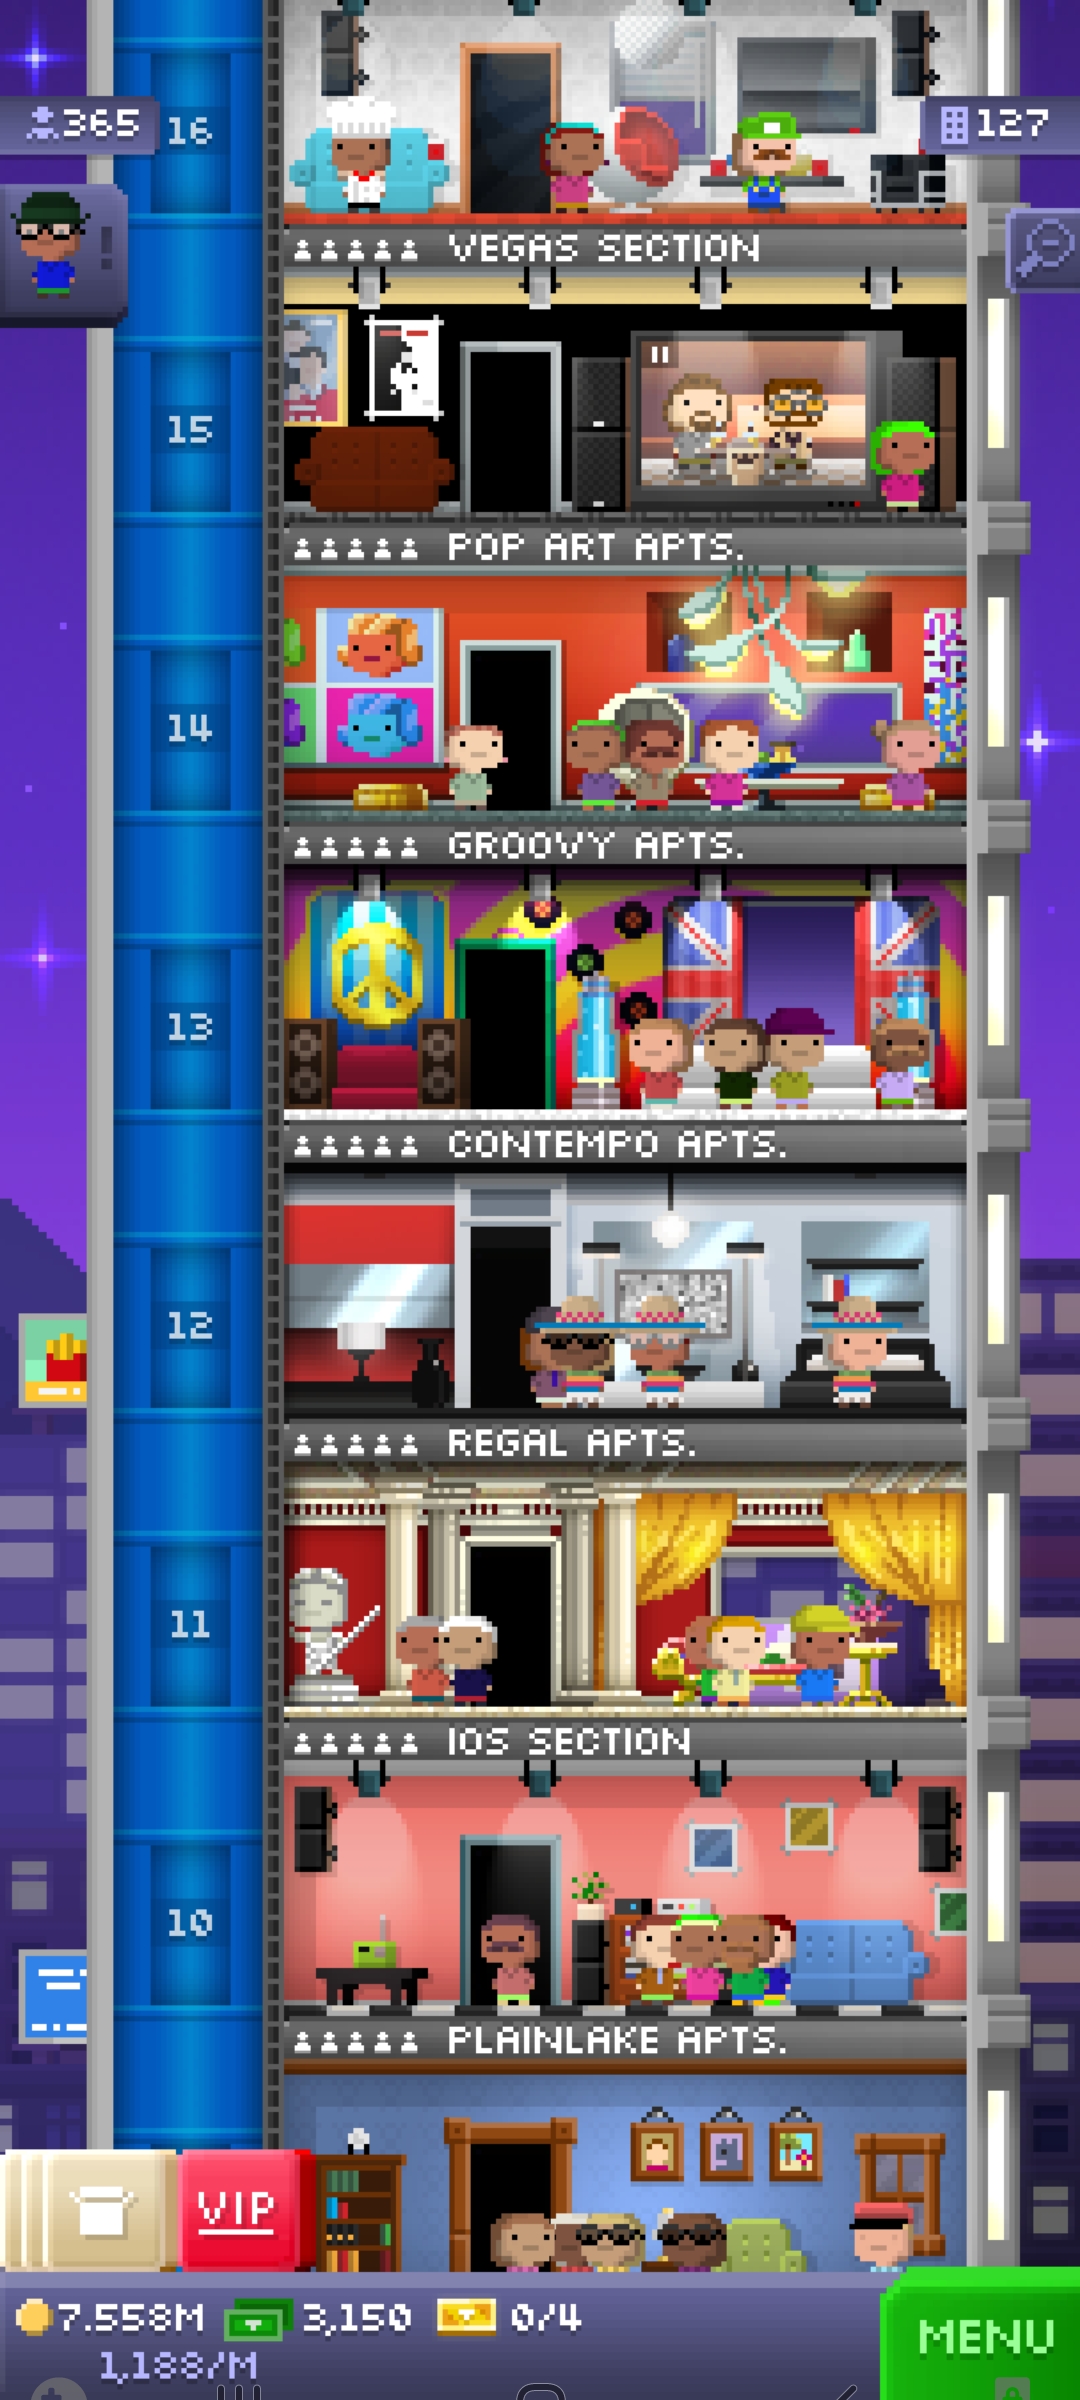 365
16
127
VEGAS SECTION
15
POP ART APTS.
14
GROOVY APTS.
13
CONTEMPO APTS.
12
REGAL APTS.
11
IOS SECTION
10
PLAINLAKE APTS.
VIP
7.558M 3,150 0/4
1,188/M
MENU